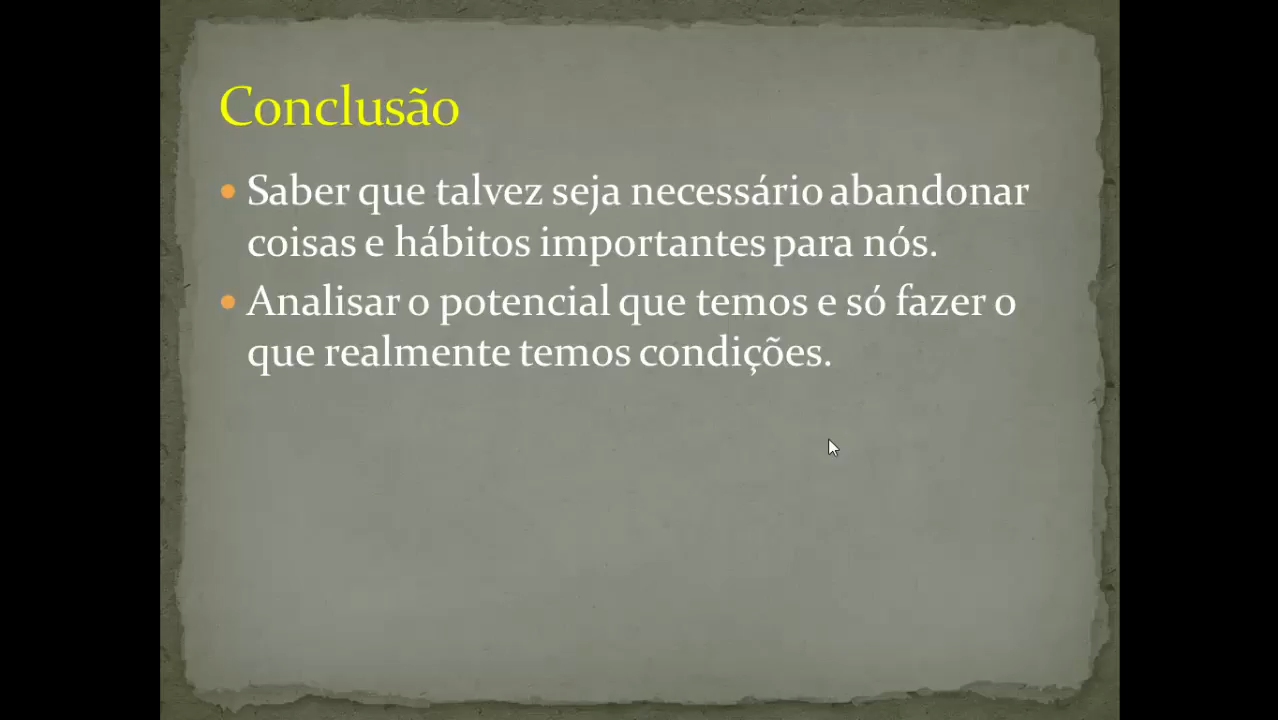 Conclusão
• Saber que talvez seja necessário abandonar
coisas e hábitos importantes para nós.
• Analisar o potencial que temos e só fazer o
que realmente temos condições.